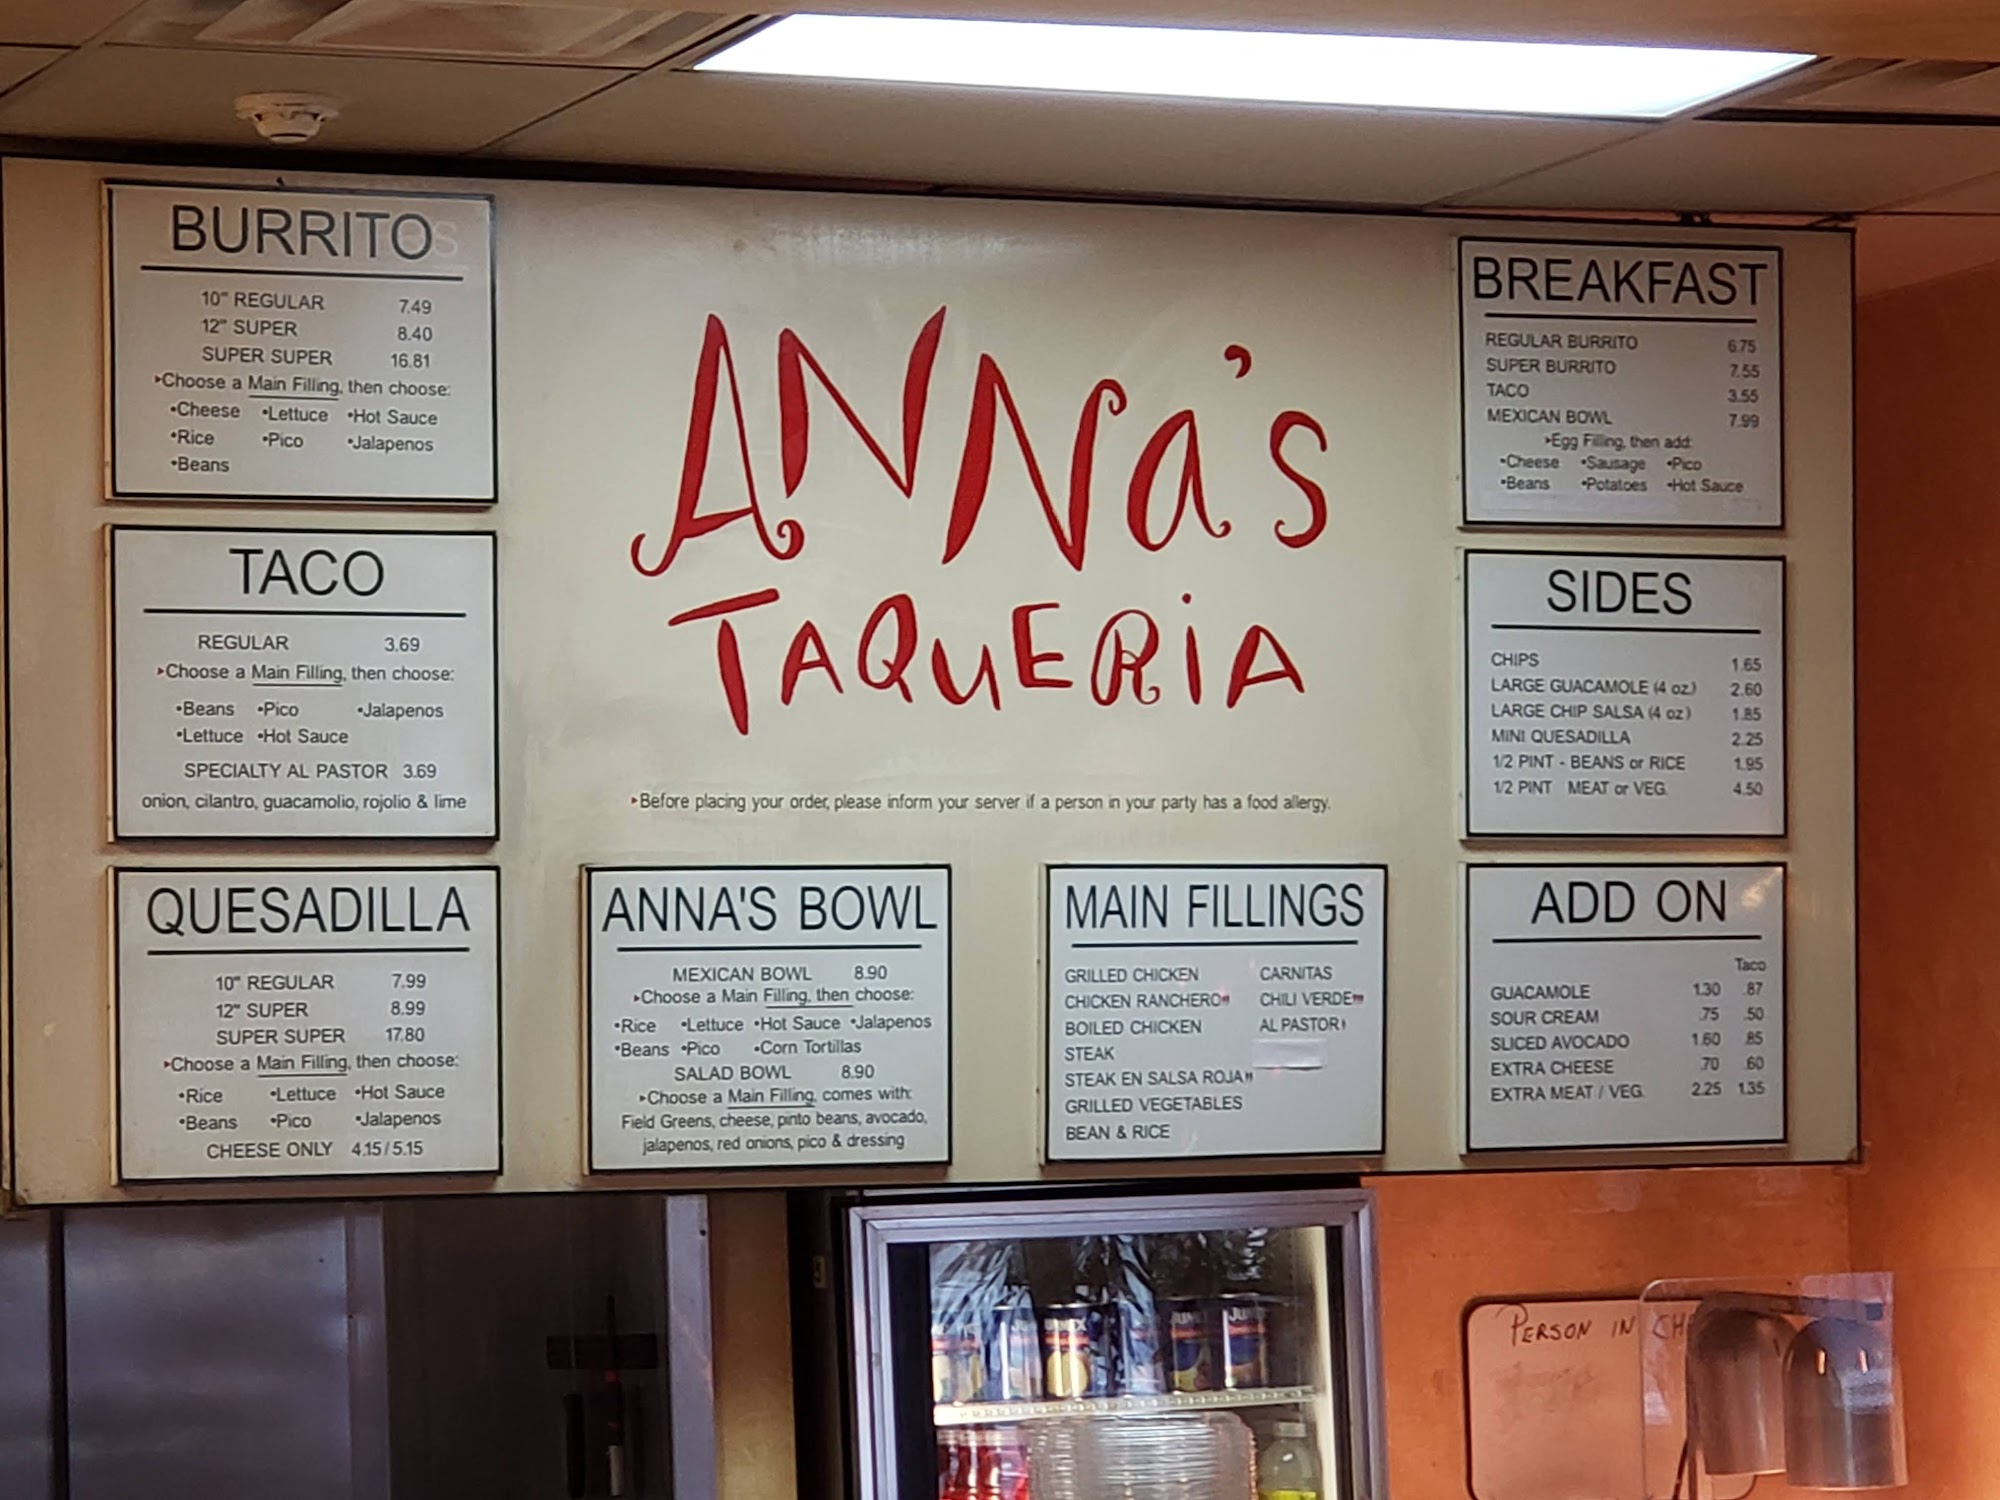 BURRITOS
10" REGULAR 7.49
12" SUPER 8.40
SUPER SUPER 16.81
▸Choose a Main Filling, then choose:
•Cheese •Lettuce •Hot Sauce
•Rice •Pico •Jalapenos
•Beans
TACO
REGULAR 3.69
▸Choose a Main Filling, then choose:
•Beans •Pico •Jalapenos
•Lettuce •Hot Sauce
SPECIALTY AL PASTOR 3.69
onion, cilantro, guacamolio, rojolio & lime
QUESADILLA
10" REGULAR 7.99
12" SUPER 8.99
SUPER SUPER 17.80
▸Choose a Main Filling, then choose:
•Rice •Lettuce •Hot Sauce
•Beans •Pico •Jalapenos
CHEESE ONLY 4.15 / 5.15
ANNa's
TAQUERiA
▸Before placing your order, please inform your server if a person in your party has a food allergy.
ANNA'S BOWL
MEXICAN BOWL 8.90
▸Choose a Main Filling, then choose:
•Rice •Lettuce •Hot Sauce •Jalapenos
•Beans •Pico •Corn Tortillas
SALAD BOWL 8.90
▸Choose a Main Filling, comes with:
Field Greens, cheese, pinto beans, avocado,
jalapenos, red onions, pico & dressing
MAIN FILLINGS
GRILLED CHICKEN
CHICKEN RANCHERO
BOILED CHICKEN
STEAK
STEAK EN SALSA ROJA
GRILLED VEGETABLES
BEAN & RICE
CARNITAS
CHILI VERDE
AL PASTOR
BREAKFAST
REGULAR BURRITO 6.75
SUPER BURRITO 7.55
TACO 3.55
MEXICAN BOWL 7.99
▸Egg Filling, then add:
•Cheese •Sausage •Pico
•Beans •Potatoes •Hot Sauce
SIDES
CHIPS 1.65
LARGE GUACAMOLE (4 oz.) 2.60
LARGE CHIP SALSA (4 oz.) 1.85
MINI QUESADILLA 2.25
1/2 PINT - BEANS or RICE 1.95
1/2 PINT MEAT or VEG. 4.50
ADD ON
Taco
GUACAMOLE 1.30 .87
SOUR CREAM .75 .50
SLICED AVOCADO 1.60 .85
EXTRA CHEESE .70 .60
EXTRA MEAT / VEG. 2.25 1.35
PERSON IN CH